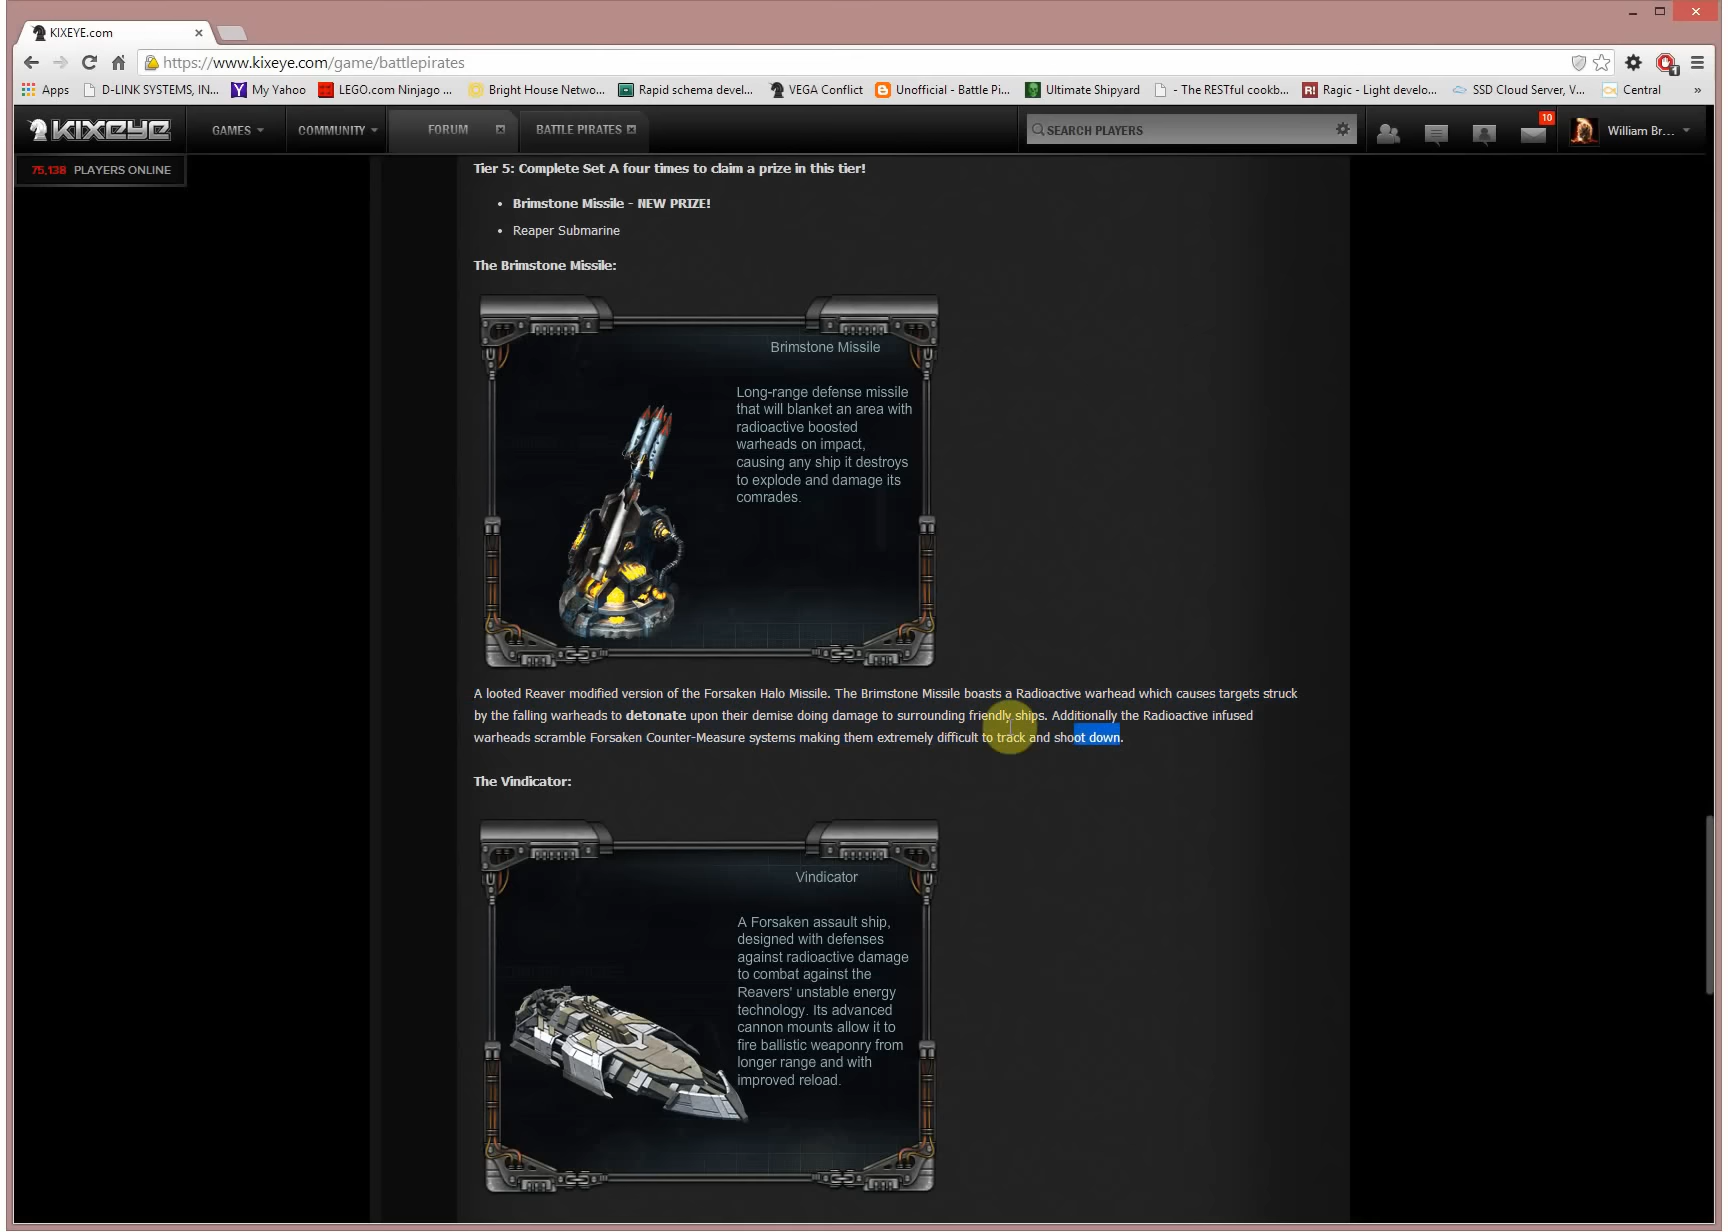 KIXEYE.com
https://www.kixeye.com/game/battlepirates
Apps D-LINK SYSTEMS, IN... My Yahoo LEGO.com Ninjago ... Bright House Netwo... Rapid schema devel... VEGA Conflict Unofficial - Battle Pi... Ultimate Shipyard - The RESTful cookb... Ragic - Light develo... SSD Cloud Server, V... Central »
KIXEYE GAMES COMMUNITY FORUM BATTLE PIRATES SEARCH PLAYERS 10 William Br...
75,138 PLAYERS ONLINE
Tier 5: Complete Set A four times to claim a prize in this tier!
• Brimstone Missile - NEW PRIZE!
• Reaper Submarine
The Brimstone Missile:
Brimstone Missile
Long-range defense missile
that will blanket an area with
radioactive boosted
warheads on impact,
causing any ship it destroys
to explode and damage its
comrades.
A looted Reaver modified version of the Forsaken Halo Missile. The Brimstone Missile boasts a Radioactive warhead which causes targets struck
by the falling warheads to detonate upon their demise doing damage to surrounding friendly ships. Additionally the Radioactive infused
warheads scramble Forsaken Counter-Measure systems making them extremely difficult to track and shoot down.
The Vindicator:
Vindicator
A Forsaken assault ship,
designed with defenses
against radioactive damage
to combat against the
Reavers' unstable energy
technology. Its advanced
cannon mounts allow it to
fire ballistic weaponry from
longer range and with
improved reload.